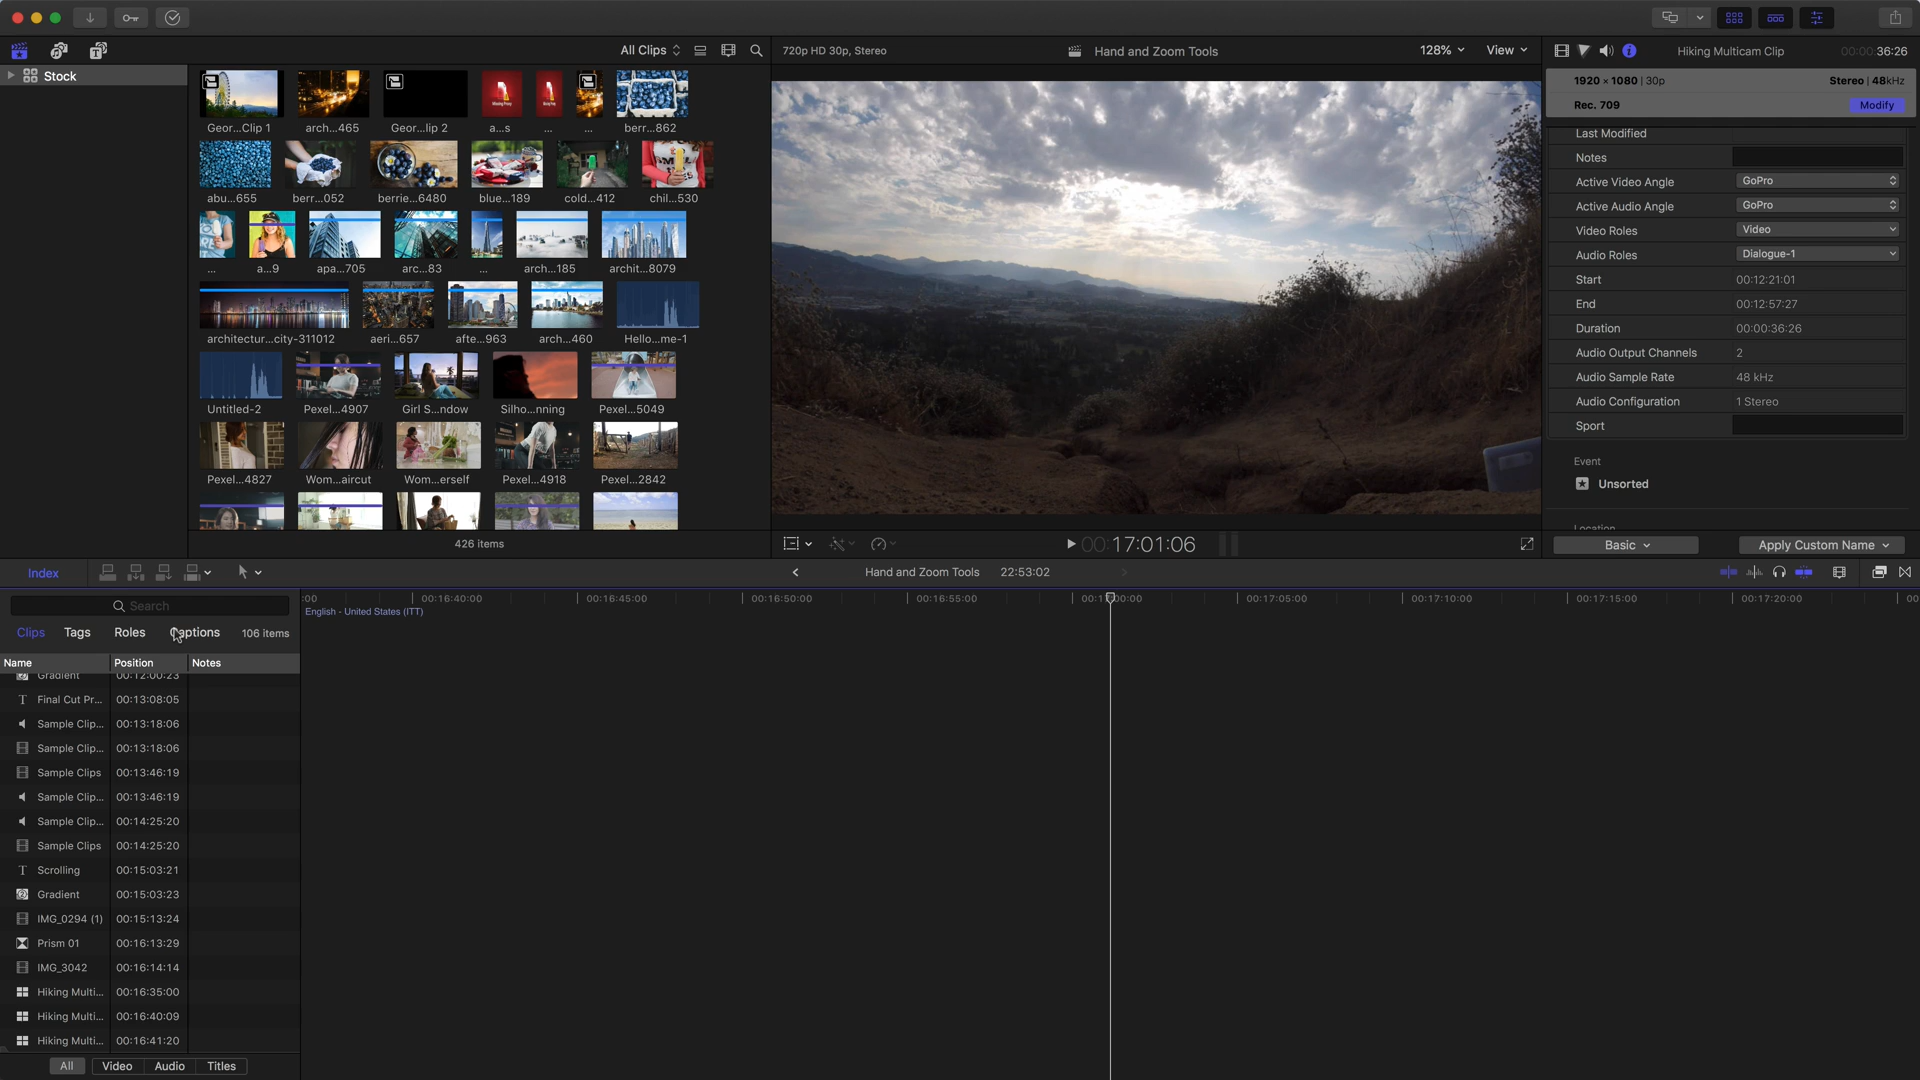 All Clips
720p HD 30p, Stereo
Hand and Zoom Tools
128%
View
Hiking Multicam Clip
00:00:36:26
Stock
1920 × 1080 | 30p
Stereo | 48kHz
Rec. 709
Modify
Geor...Clip 1
arch...465
Geor...lip 2
a...s
...
...
berr...862
abu...655
berr...052
berrie...6480
blue...189
cold...412
chil...530
...
a...9
apa...705
arc...83
...
arch...185
archit...8079
architectur...city-311012
aeri...657
afte...963
arch...460
Hello...me-1
Untitled-2
Pexel...4907
Girl S...ndow
Silho...nning
Pexel...5049
Pexel...4827
Wom...aircut
Wom...erself
Pexel...4918
Pexel...2842
426 items
Last Modified
Notes
Active Video Angle GoPro
Active Audio Angle GoPro
Video Roles Video
Audio Roles Dialogue-1
Start 00:12:21:01
End 00:12:57:27
Duration 00:00:36:26
Audio Output Channels 2
Audio Sample Rate 48 kHz
Audio Configuration 1 Stereo
Sport
Event
Unsorted
Location
00:17:01:06
Basic
Apply Custom Name
Index
Hand and Zoom Tools
22:53:02
Search
Clips
Tags
Roles
Captions
106 items
Name
Position
Notes
Gradient 00:12:00:23
Final Cut Pr... 00:13:08:05
Sample Clip... 00:13:18:06
Sample Clip... 00:13:18:06
Sample Clips 00:13:46:19
Sample Clip... 00:13:46:19
Sample Clip... 00:14:25:20
Sample Clips 00:14:25:20
Scrolling 00:15:03:21
Gradient 00:15:03:23
IMG_0294 (1) 00:15:13:24
Prism 01 00:16:13:29
IMG_3042 00:16:14:14
Hiking Multi... 00:16:35:00
Hiking Multi... 00:16:40:09
Hiking Multi... 00:16:41:20
All
Video
Audio
Titles
:00
00:16:40:00
00:16:45:00
00:16:50:00
00:16:55:00
00:17:00:00
00:17:05:00
00:17:10:00
00:17:15:00
00:17:20:00
00
English - United States (ITT)